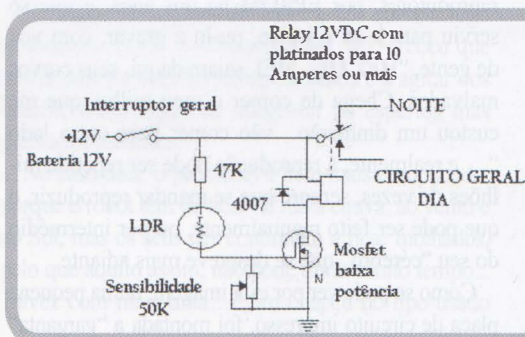 Relay 12VDC com
platinado para 10
Amperes ou mais
Interruptor geral
NOITE
+12V
Bateria 12V
47K
CIRCUITO GERAL
DIA
4007
LDR
Mosfet
baixa
potência
N
Sensibilidade
50K